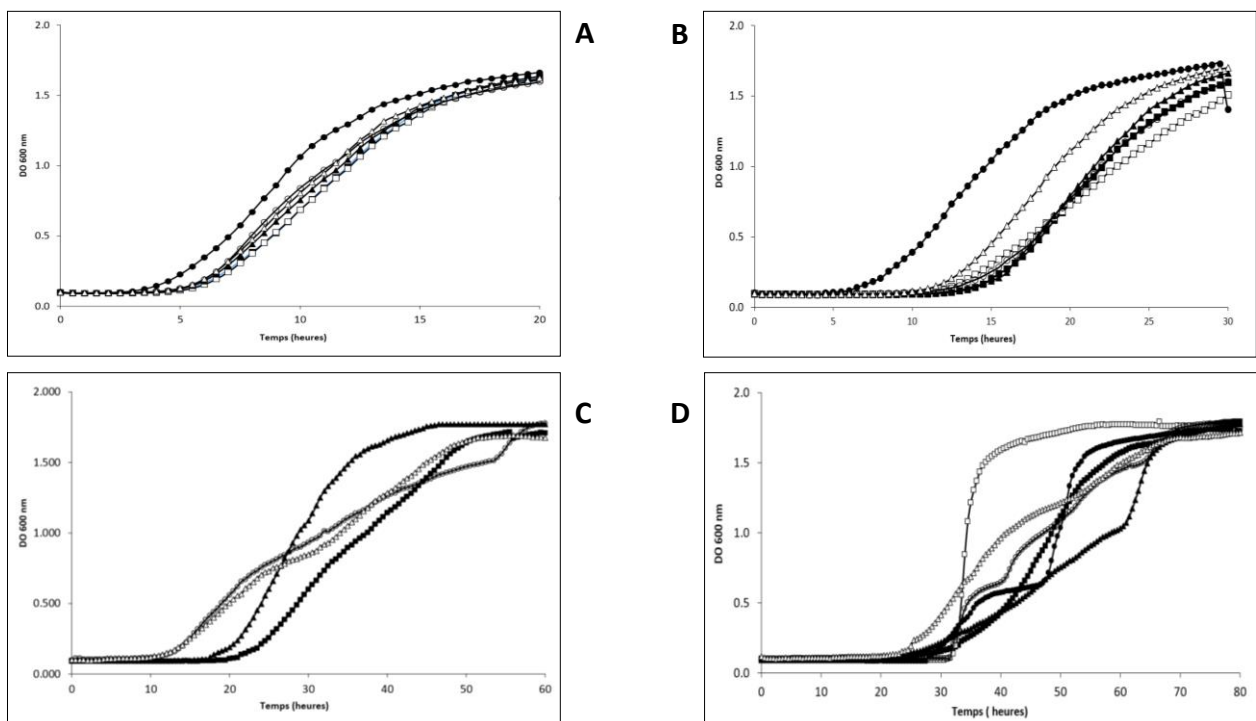 A
2.0
1.5
1.0
0.5
0.0
DO 600 nm
0 5 10 15 20
Temps (heures)
B
2.0
1.5
1.0
0.5
0.0
DO 600 nm
0 5 10 15 20 25 30
Temps (heures)
C
2.000
1.500
1.000
0.500
0.000
DO 600 nm
0 10 20 30 40 50 60
Temps (heures)
D
2.0
1.5
1.0
0.5
0.0
DO 600 nm
0 10 20 30 40 50 60 70 80
Temps ( heures)